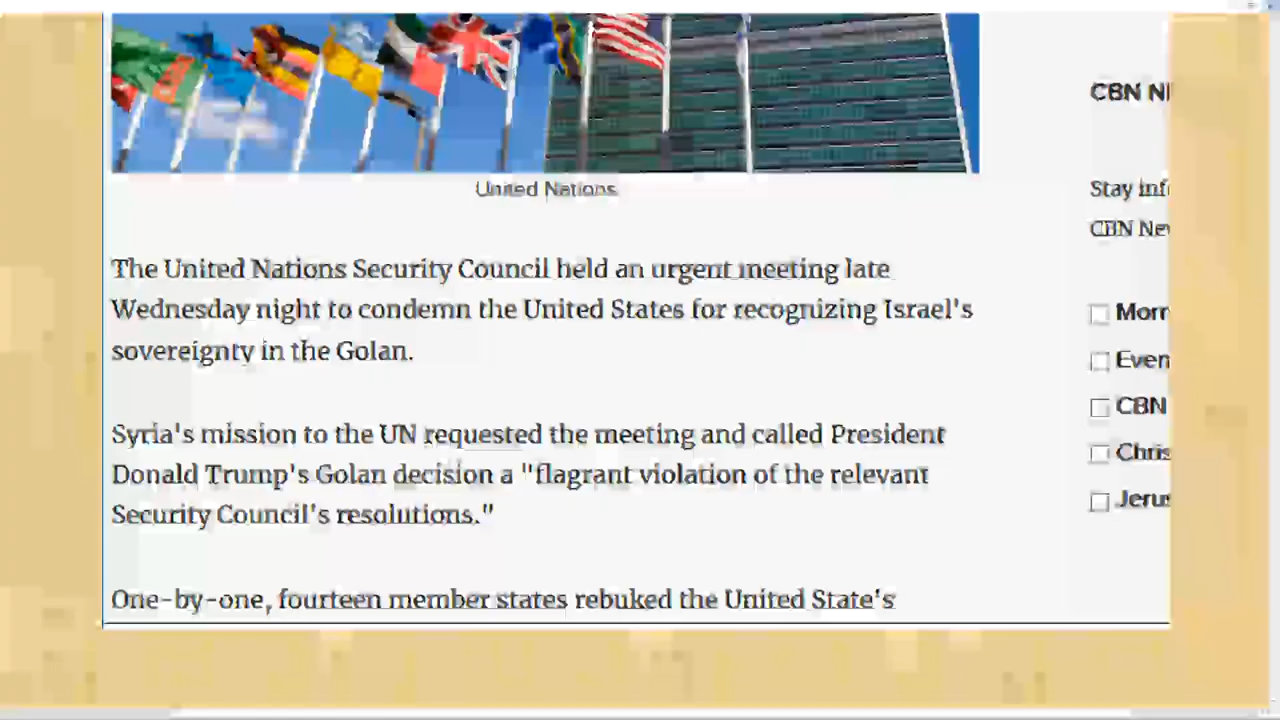 United Nations
The United Nations Security Council held an urgent meeting late
Wednesday night to condemn the United States for recognizing Israel's
sovereignty in the Golan.
Syria's mission to the UN requested the meeting and called President
Donald Trump's Golan decision a "flagrant violation of the relevant
Security Council's resolutions."
One-by-one, fourteen member states rebuked the United State's
CBN
Stay
CBN
CBN